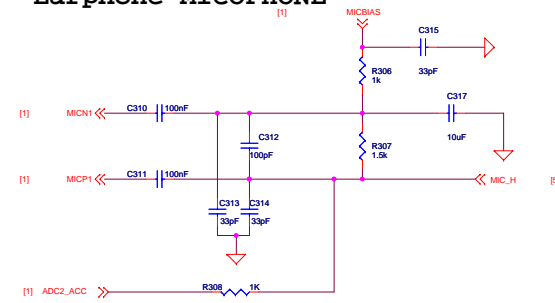 Earphone MicoPHONE
[1] MICBIAS
C315
33pF
R306
1k
C317
10uF
[1] MICN1 C310 100nF
C312
100pF
R307
1.5k
[1] MICP1 C311 100nF
MIC_H
C313 C314
33pF 33pF
[1] ADC2_ACC R308 1K